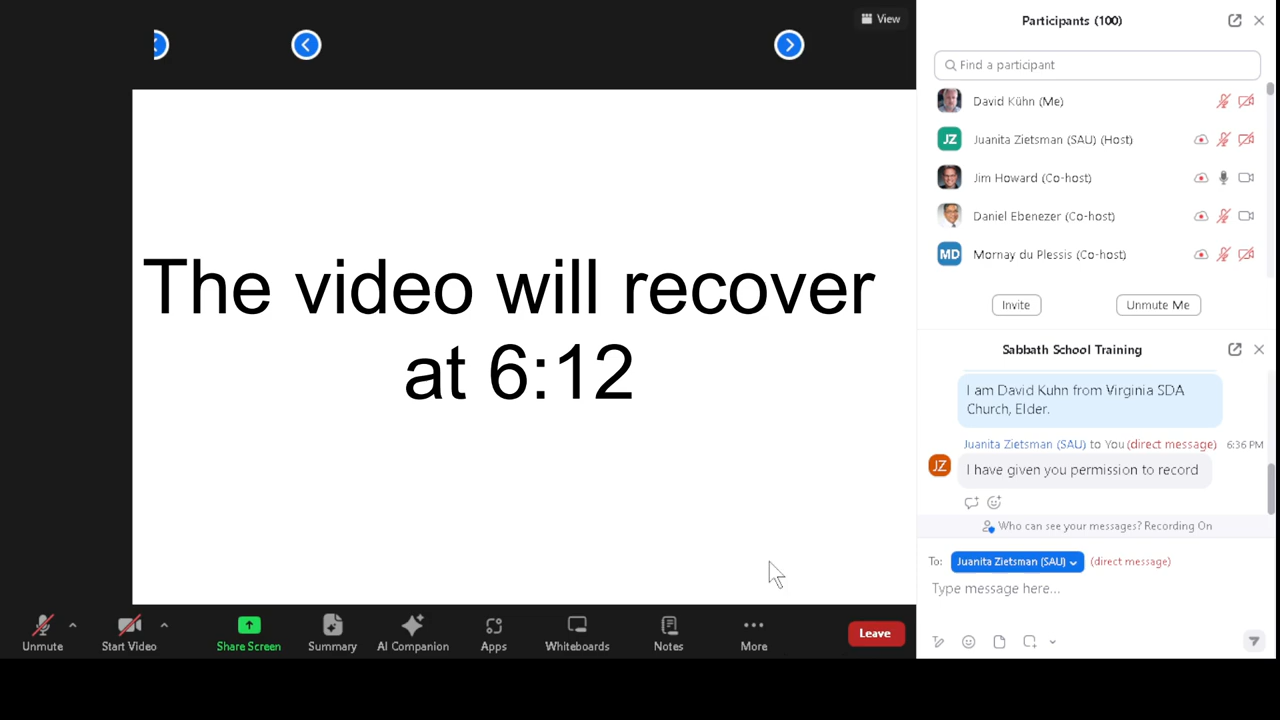 View
The video will recover
at 6:12
Unmute
Start Video
Share Screen
Summary
AI Companion
Apps
Whiteboards
Notes
More
Leave
Participants (100)
Find a participant
David Kühn (Me)
JZ Juanita Zietsman (SAU) (Host)
Jim Howard (Co-host)
Daniel Ebenezer (Co-host)
MD Mornay du Plessis (Co-host)
Invite
Unmute Me
Sabbath School Training
I am David Kuhn from Virginia SDA
Church, Elder.
Juanita Zietsman (SAU) to You (direct message) 6:36 PM
JZ I have given you permission to record
Who can see your messages? Recording On
To: Juanita Zietsman (SAU) (direct message)
Type message here...